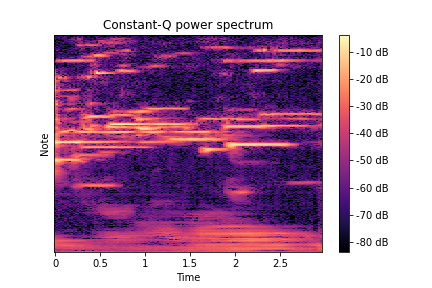 Constant-Q power spectrum
Note
-10 dB
-20 dB
-30 dB
-40 dB
-50 dB
-60 dB
-70 dB
-80 dB
0 0.5 1 1.5 2 2.5
Time